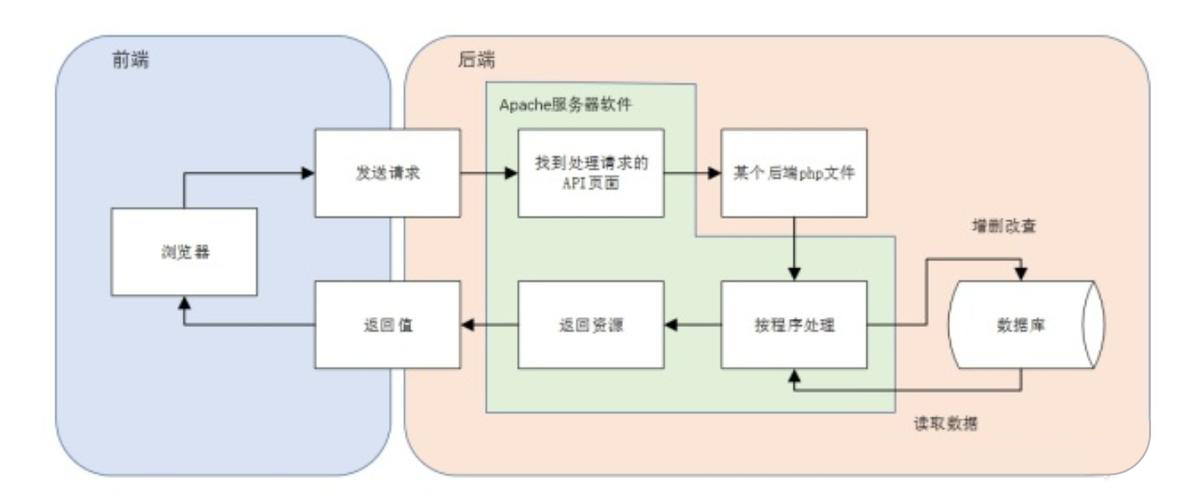 前端
后端
Apache服务器软件
发送请求
找到处理请求的
API页面
某个后端php文件
浏览器
增删改查
返回值
返回资源
按程序处理
数据库
读取数据